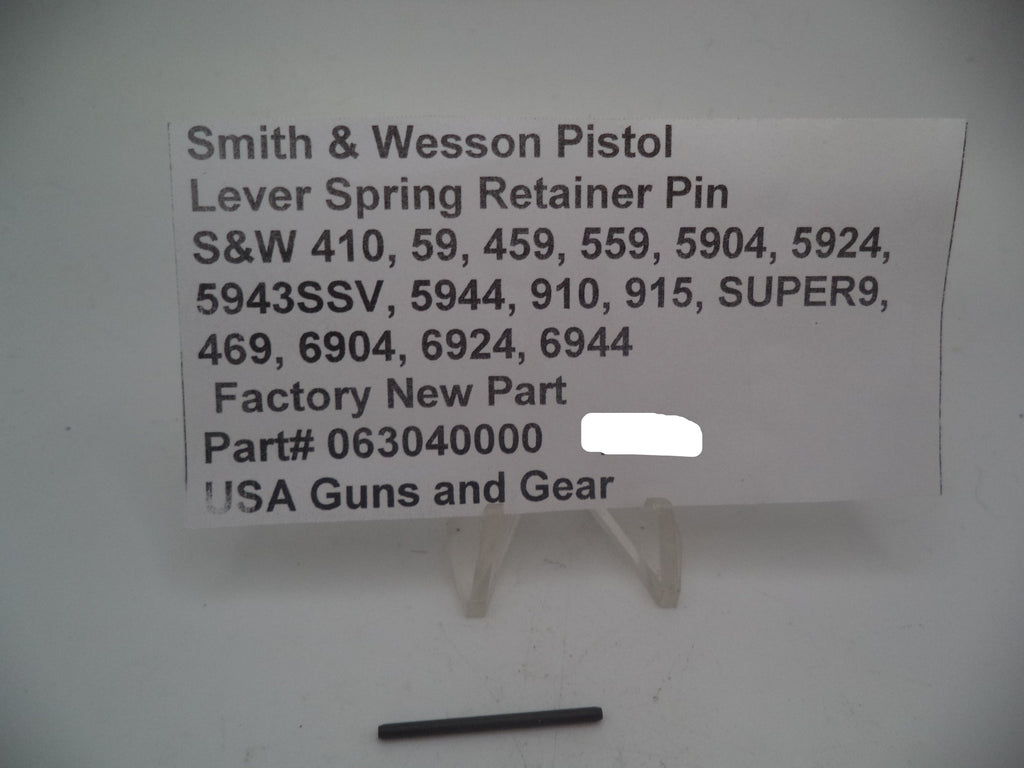 Smith & Wesson Pistol
Lever Spring Retainer Pin
S&W 410, 59, 459, 559, 5904, 5924,
5943SSV, 5944, 910, 915, SUPER9,
469, 6904, 6924, 6944
Factory New Part
Part# 063040000
USA Guns and Gear